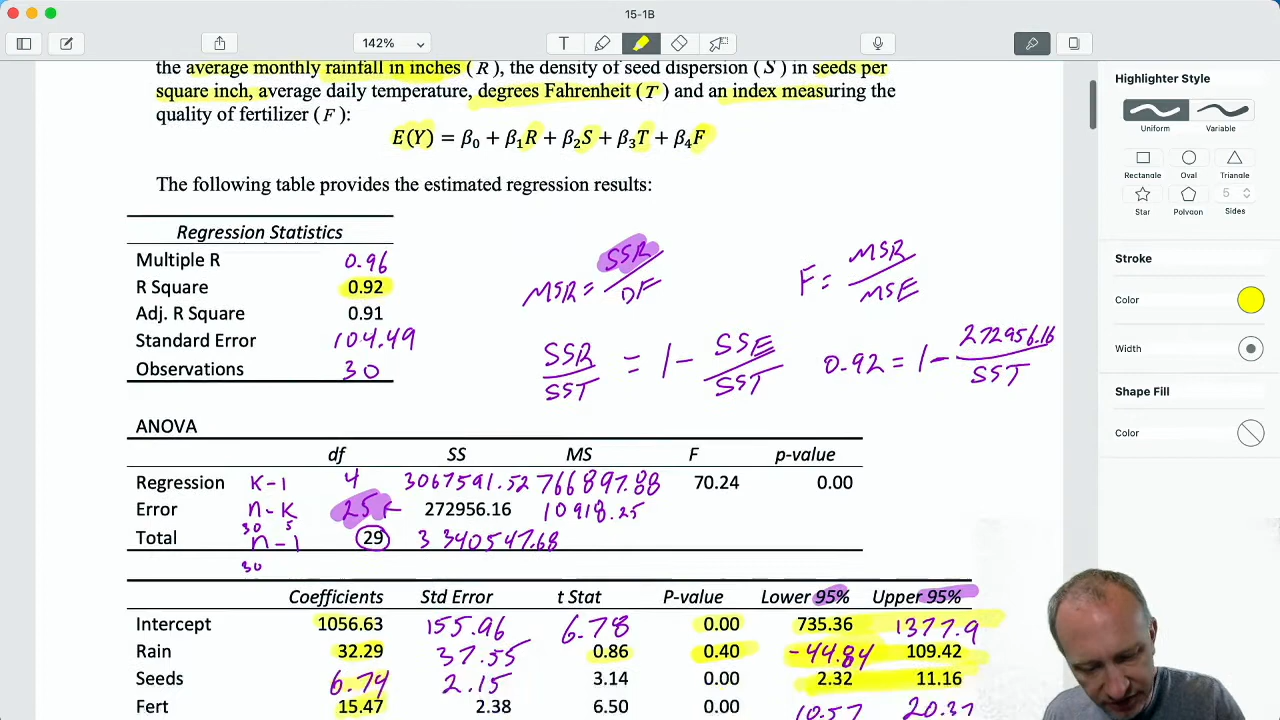 15-1B
142%
T
Highlighter Style
Uniform
Variable
Rectangle
Oval
Triangle
5
Star
Polygon
Sides
Stroke
Color
Width
Shape Fill
Color
the average monthly rainfall in inches (R), the density of seed dispersion (S) in seeds per
square inch, average daily temperature, degrees Fahrenheit (T) and an index measuring the
quality of fertilizer (F):
E(Y) = β0 + β1R + β2S + β3T + β4F
The following table provides the estimated regression results:
Regression Statistics
Multiple R 0.96
R Square 0.92
Adj. R Square 0.91
Standard Error 104.49
Observations 30
MSR = SSR/DF
F = MSR/MSE
SSR/SST = 1 - SSE/SST
0.92 = 1 - 272956.16/SST
ANOVA
df SS MS F p-value
Regression K-1 4 3067591.52 766897.88 70.24 0.00
Error n-K 25 272956.16 10918.25
30 5
Total n-1 29 3340547.68
30
Coefficients Std Error t Stat P-value Lower 95% Upper 95%
Intercept 1056.63 155.96 6.78 0.00 735.36 1377.9
Rain 32.29 37.55 0.86 0.40 -44.84 109.42
Seeds 6.74 2.15 3.14 0.00 2.32 11.16
Fert 15.47 2.38 6.50 0.00 10.57 20.37